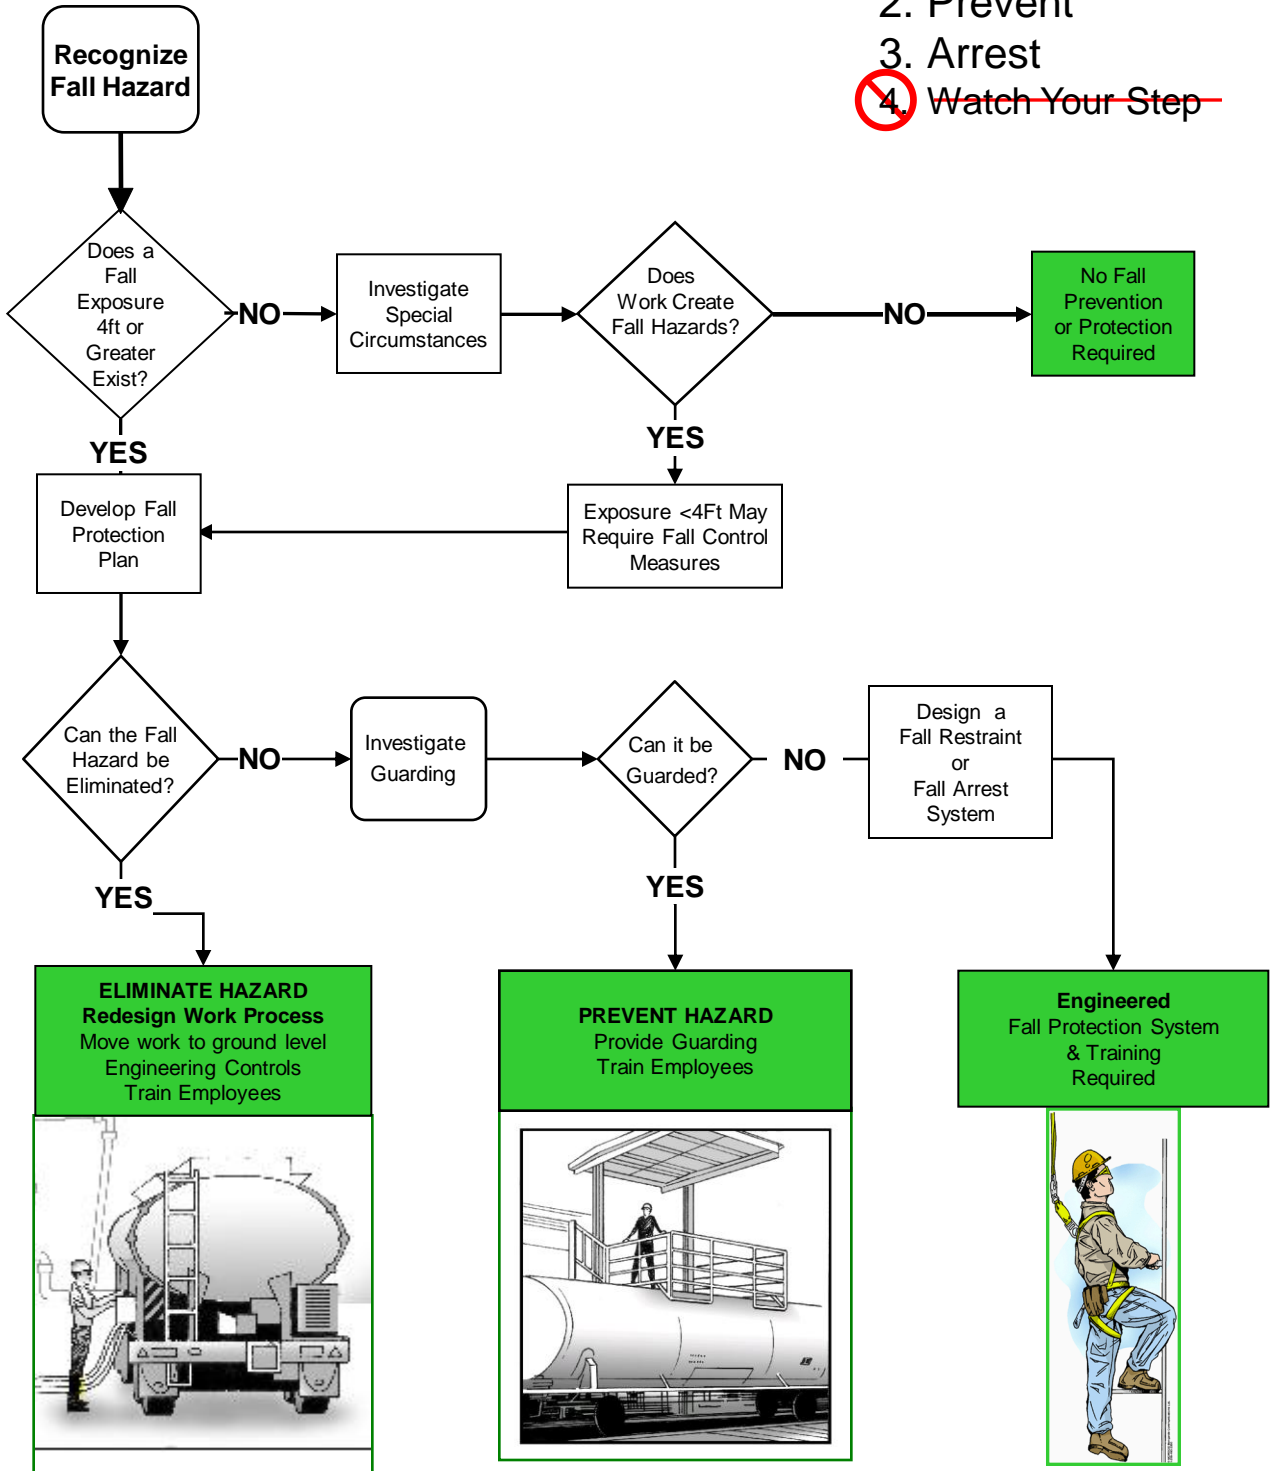 2. Prevent
3. Arrest
4. Watch Your Step
Recognize
Fall Hazard
Does a
Fall
Exposure
4ft or
Greater
Exist?
NO
Investigate
Special
Circumstances
Does
Work Create
Fall Hazards?
NO
No Fall
Prevention
or Protection
Required
YES
YES
Develop Fall
Protection
Plan
Exposure <4Ft May
Require Fall Control
Measures
Can the Fall
Hazard be
Eliminated?
NO
Investigate
Guarding
Can it be
Guarded?
NO
Design a
Fall Restraint
or
Fall Arrest
System
YES
YES
ELIMINATE HAZARD
Redesign Work Process
Move work to ground level
Engineering Controls
Train Employees
PREVENT HAZARD
Provide Guarding
Train Employees
Engineered
Fall Protection System
& Training
Required